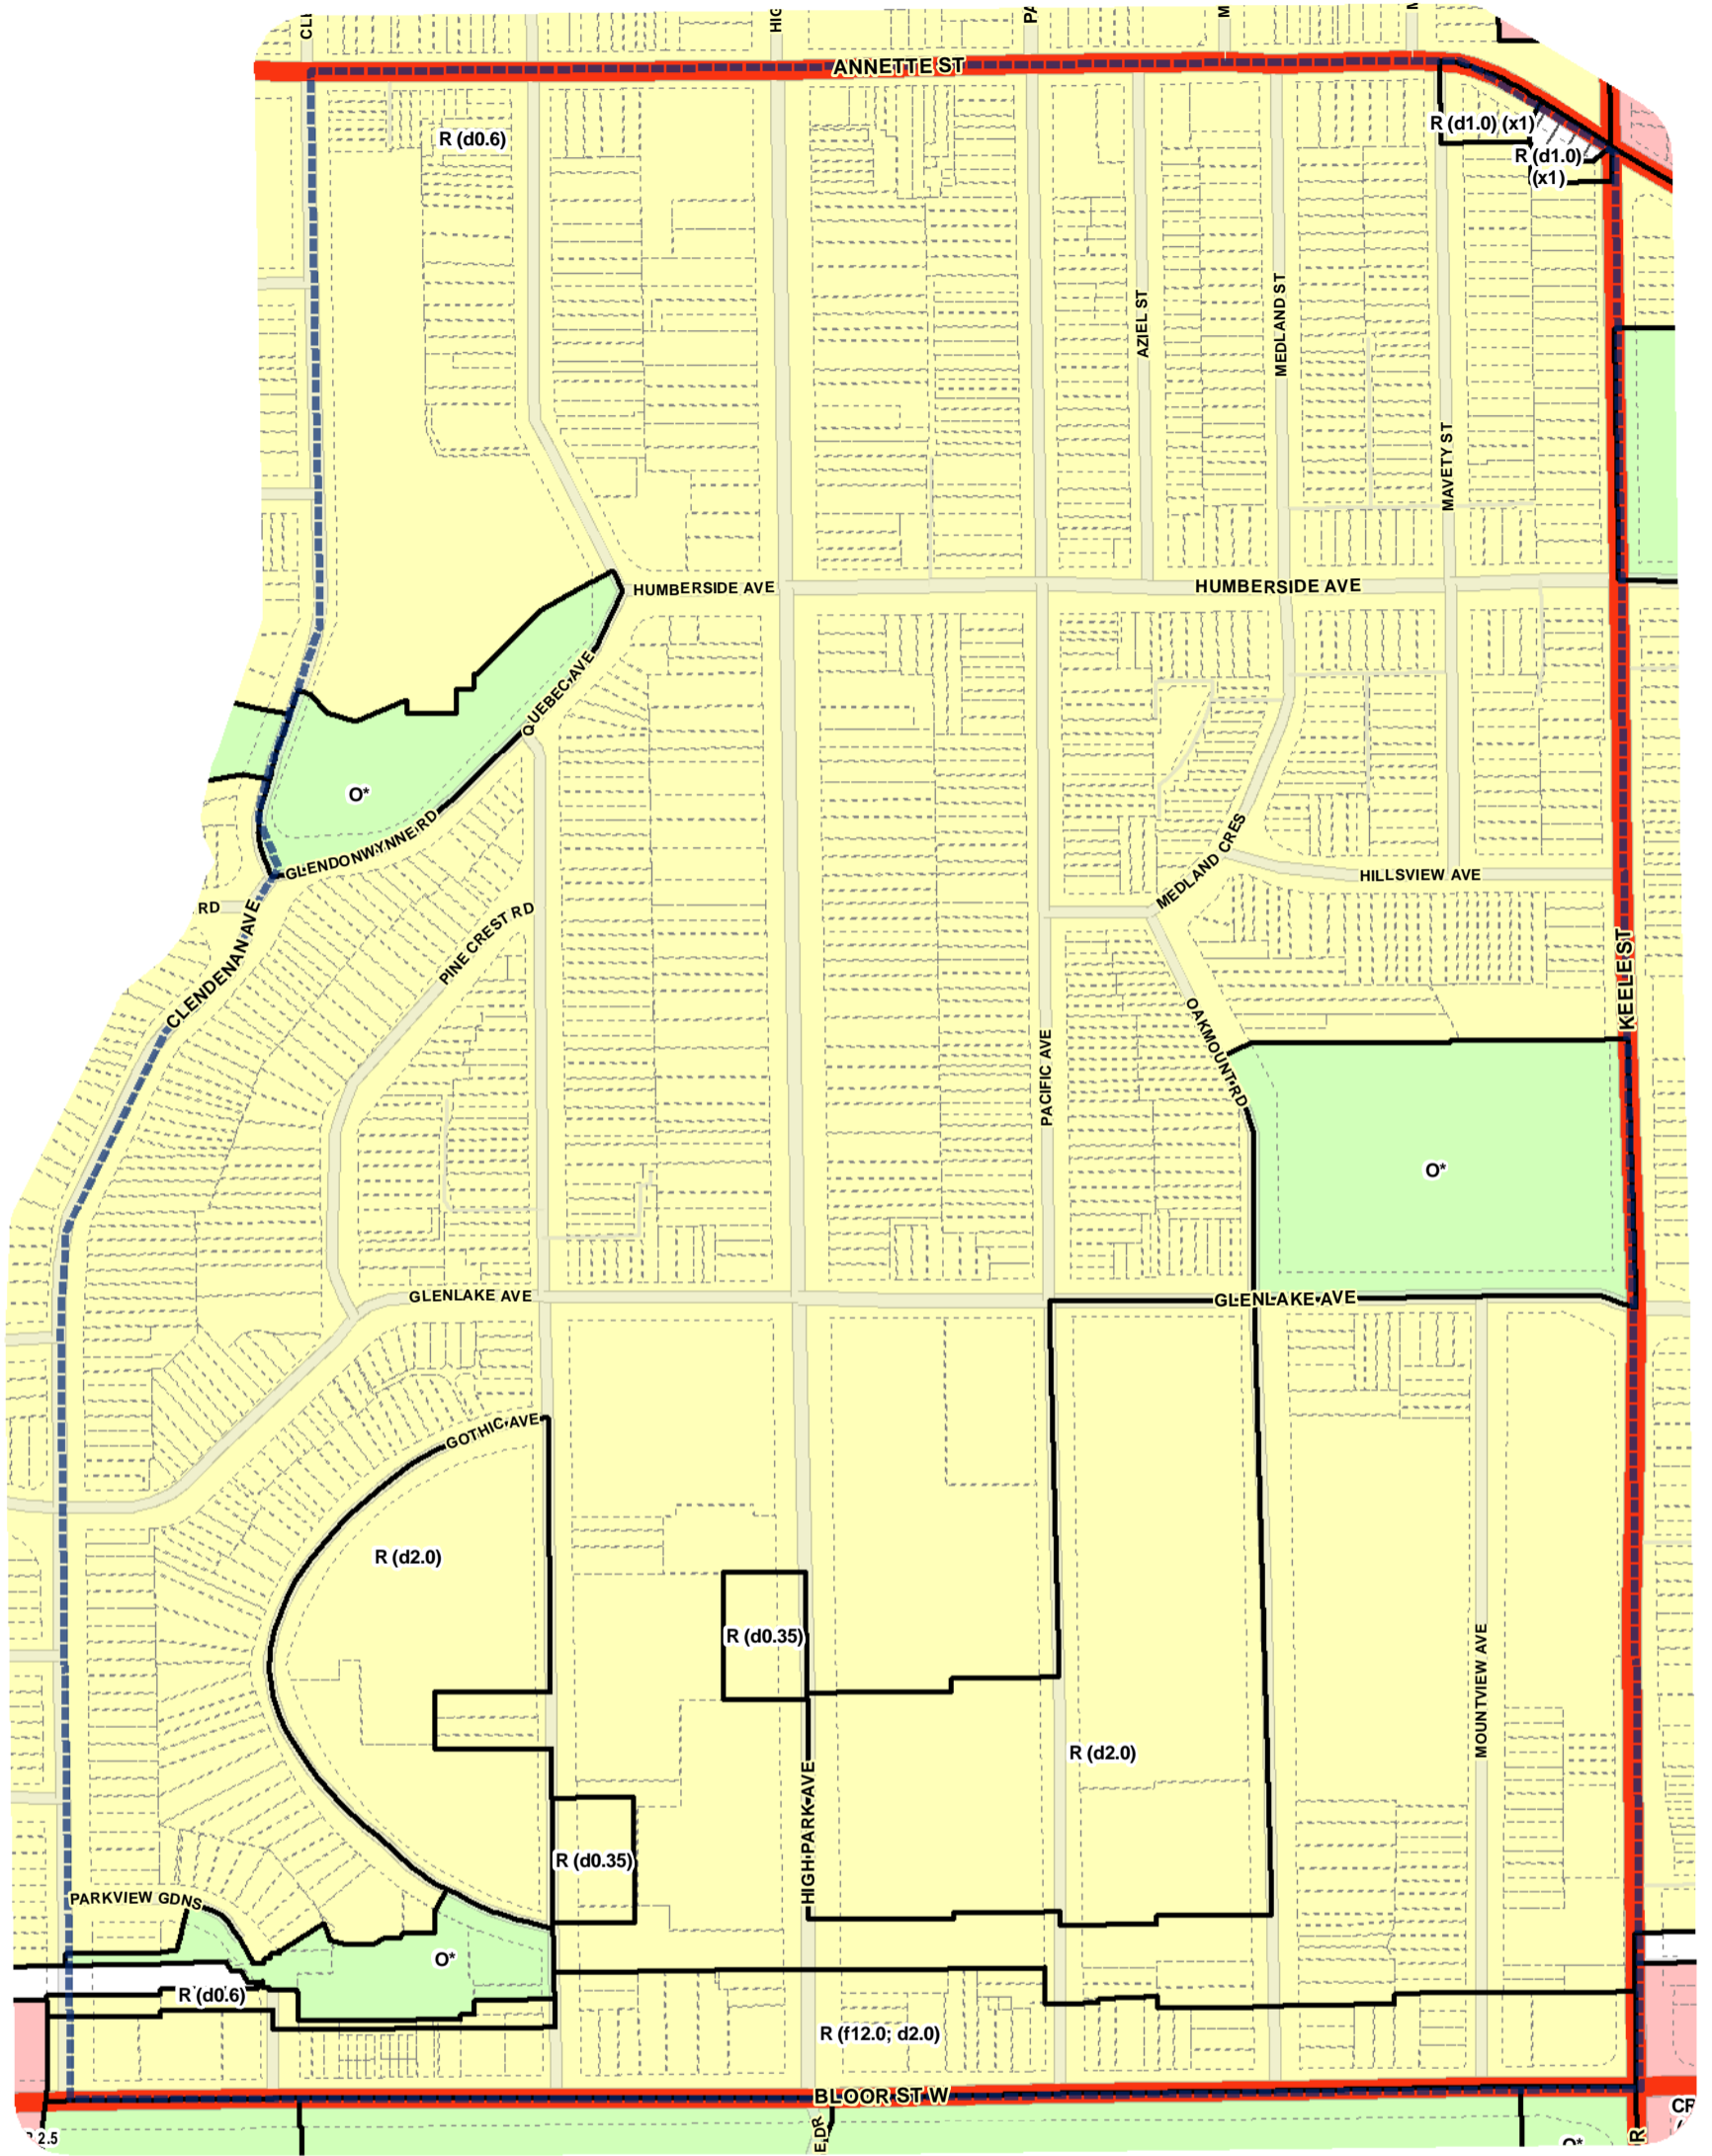 ANNETTE ST
R (d0.6)
R (d1.0) (x1)
R (d1.0)
(x1)
AZIEL ST
MEDLAND ST
MAVETY ST
HUMBERSIDE AVE
HUMBERSIDE AVE
QUEBEC AVE
O*
GLENDONWYNNE RD
MEDLAND CRES
HILLSVIEW AVE
RD
CLENDENAN AVE
PINE CREST RD
KEELE ST
OAKMOUNT RD
PACIFIC AVE
O*
GLENLAKE AVE
GLENLAKE AVE
GOTHIC AVE
R (d2.0)
R (d0.35)
MOUNTVIEW AVE
R (d2.0)
HIGH PARK AVE
R (d0.35)
PARKVIEW GDNS
O*
R (d0.6)
R (f12.0; d2.0)
BLOOR ST W
E DR
CR
2.5
O*
R